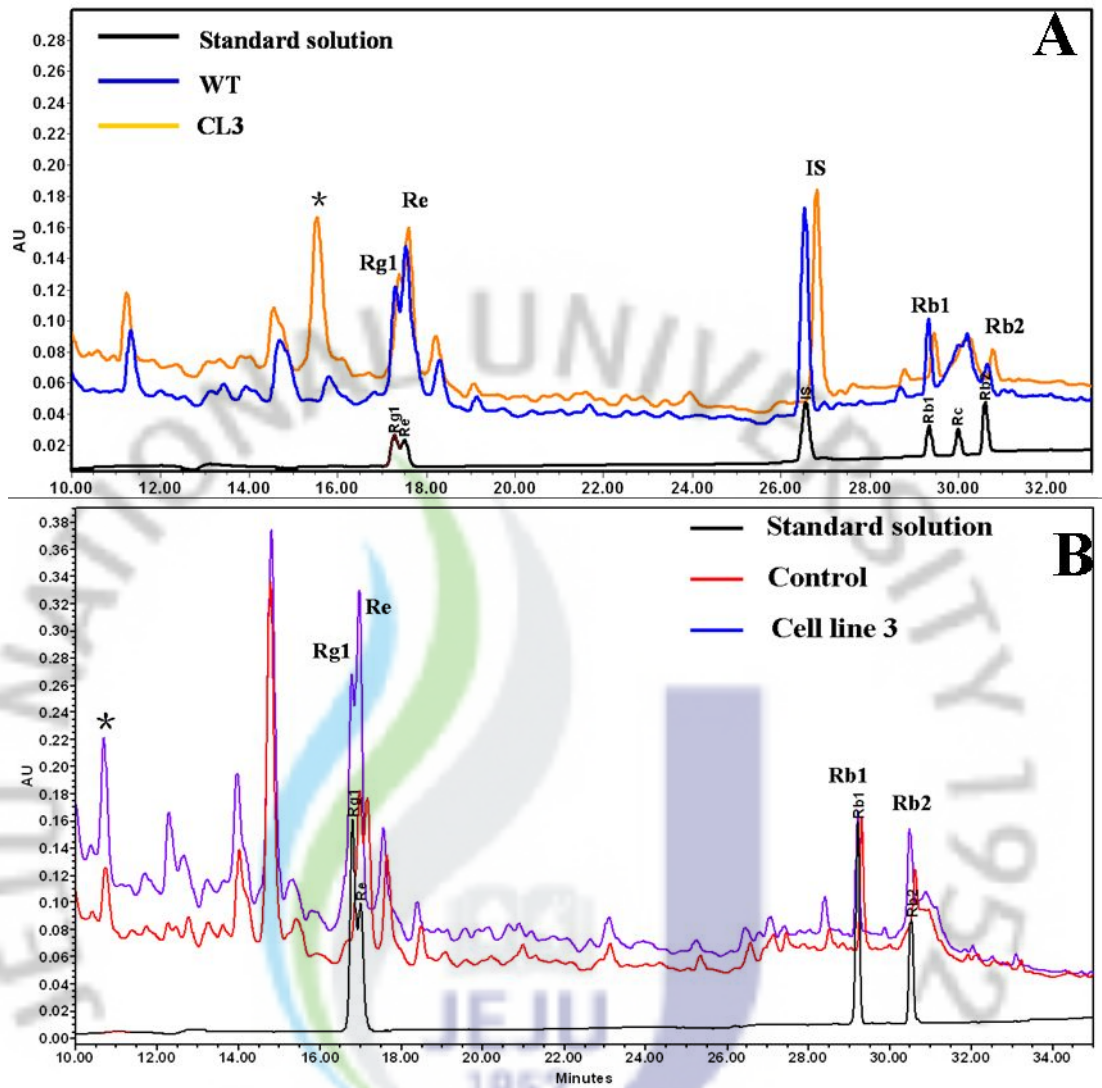 A
Standard solution
WT
CL3
0.28
0.26
0.24
0.22
0.20
0.18
0.16
0.14
0.12
0.10
0.08
0.06
0.04
0.02
AU
*
Rg1
Re
IS
Rb1
Rb2
Rg1
Re
IS
Rb1
Rc
Rb2
10.00 12.00 14.00 16.00 18.00 20.00 22.00 24.00 26.00 28.00 30.00 32.00
B
Standard solution
Control
Cell line 3
0.38
0.36
0.34
0.32
0.30
0.28
0.26
0.24
0.22
0.20
0.18
0.16
0.14
0.12
0.10
0.08
0.06
0.04
0.02
0.00
AU
*
Rg1
Re
Rb1
Rb2
Rg1
Re
Rb1
Rb2
10.00 12.00 14.00 16.00 18.00 20.00 22.00 24.00 26.00 28.00 30.00 32.00 34.00
Minutes
JEJU NATIONAL UNIVERSITY 1952
JEJU